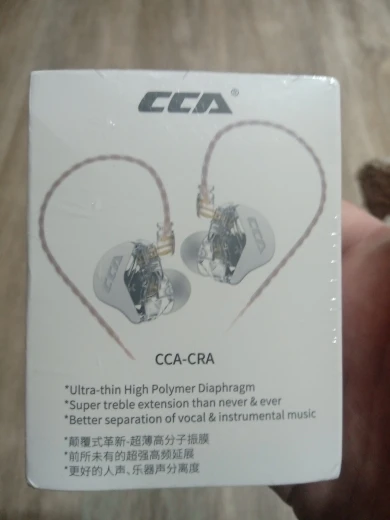 CCA®
CCA
CCA
CCA-CRA
*Ultra-thin High Polymer Diaphragm
*Super treble extension than never & ever
*Better separation of vocal & instrumental music
*颠覆式革新-超薄高分子振膜
*前所未有的超强高频延展
*更好的人声、乐器声分离度